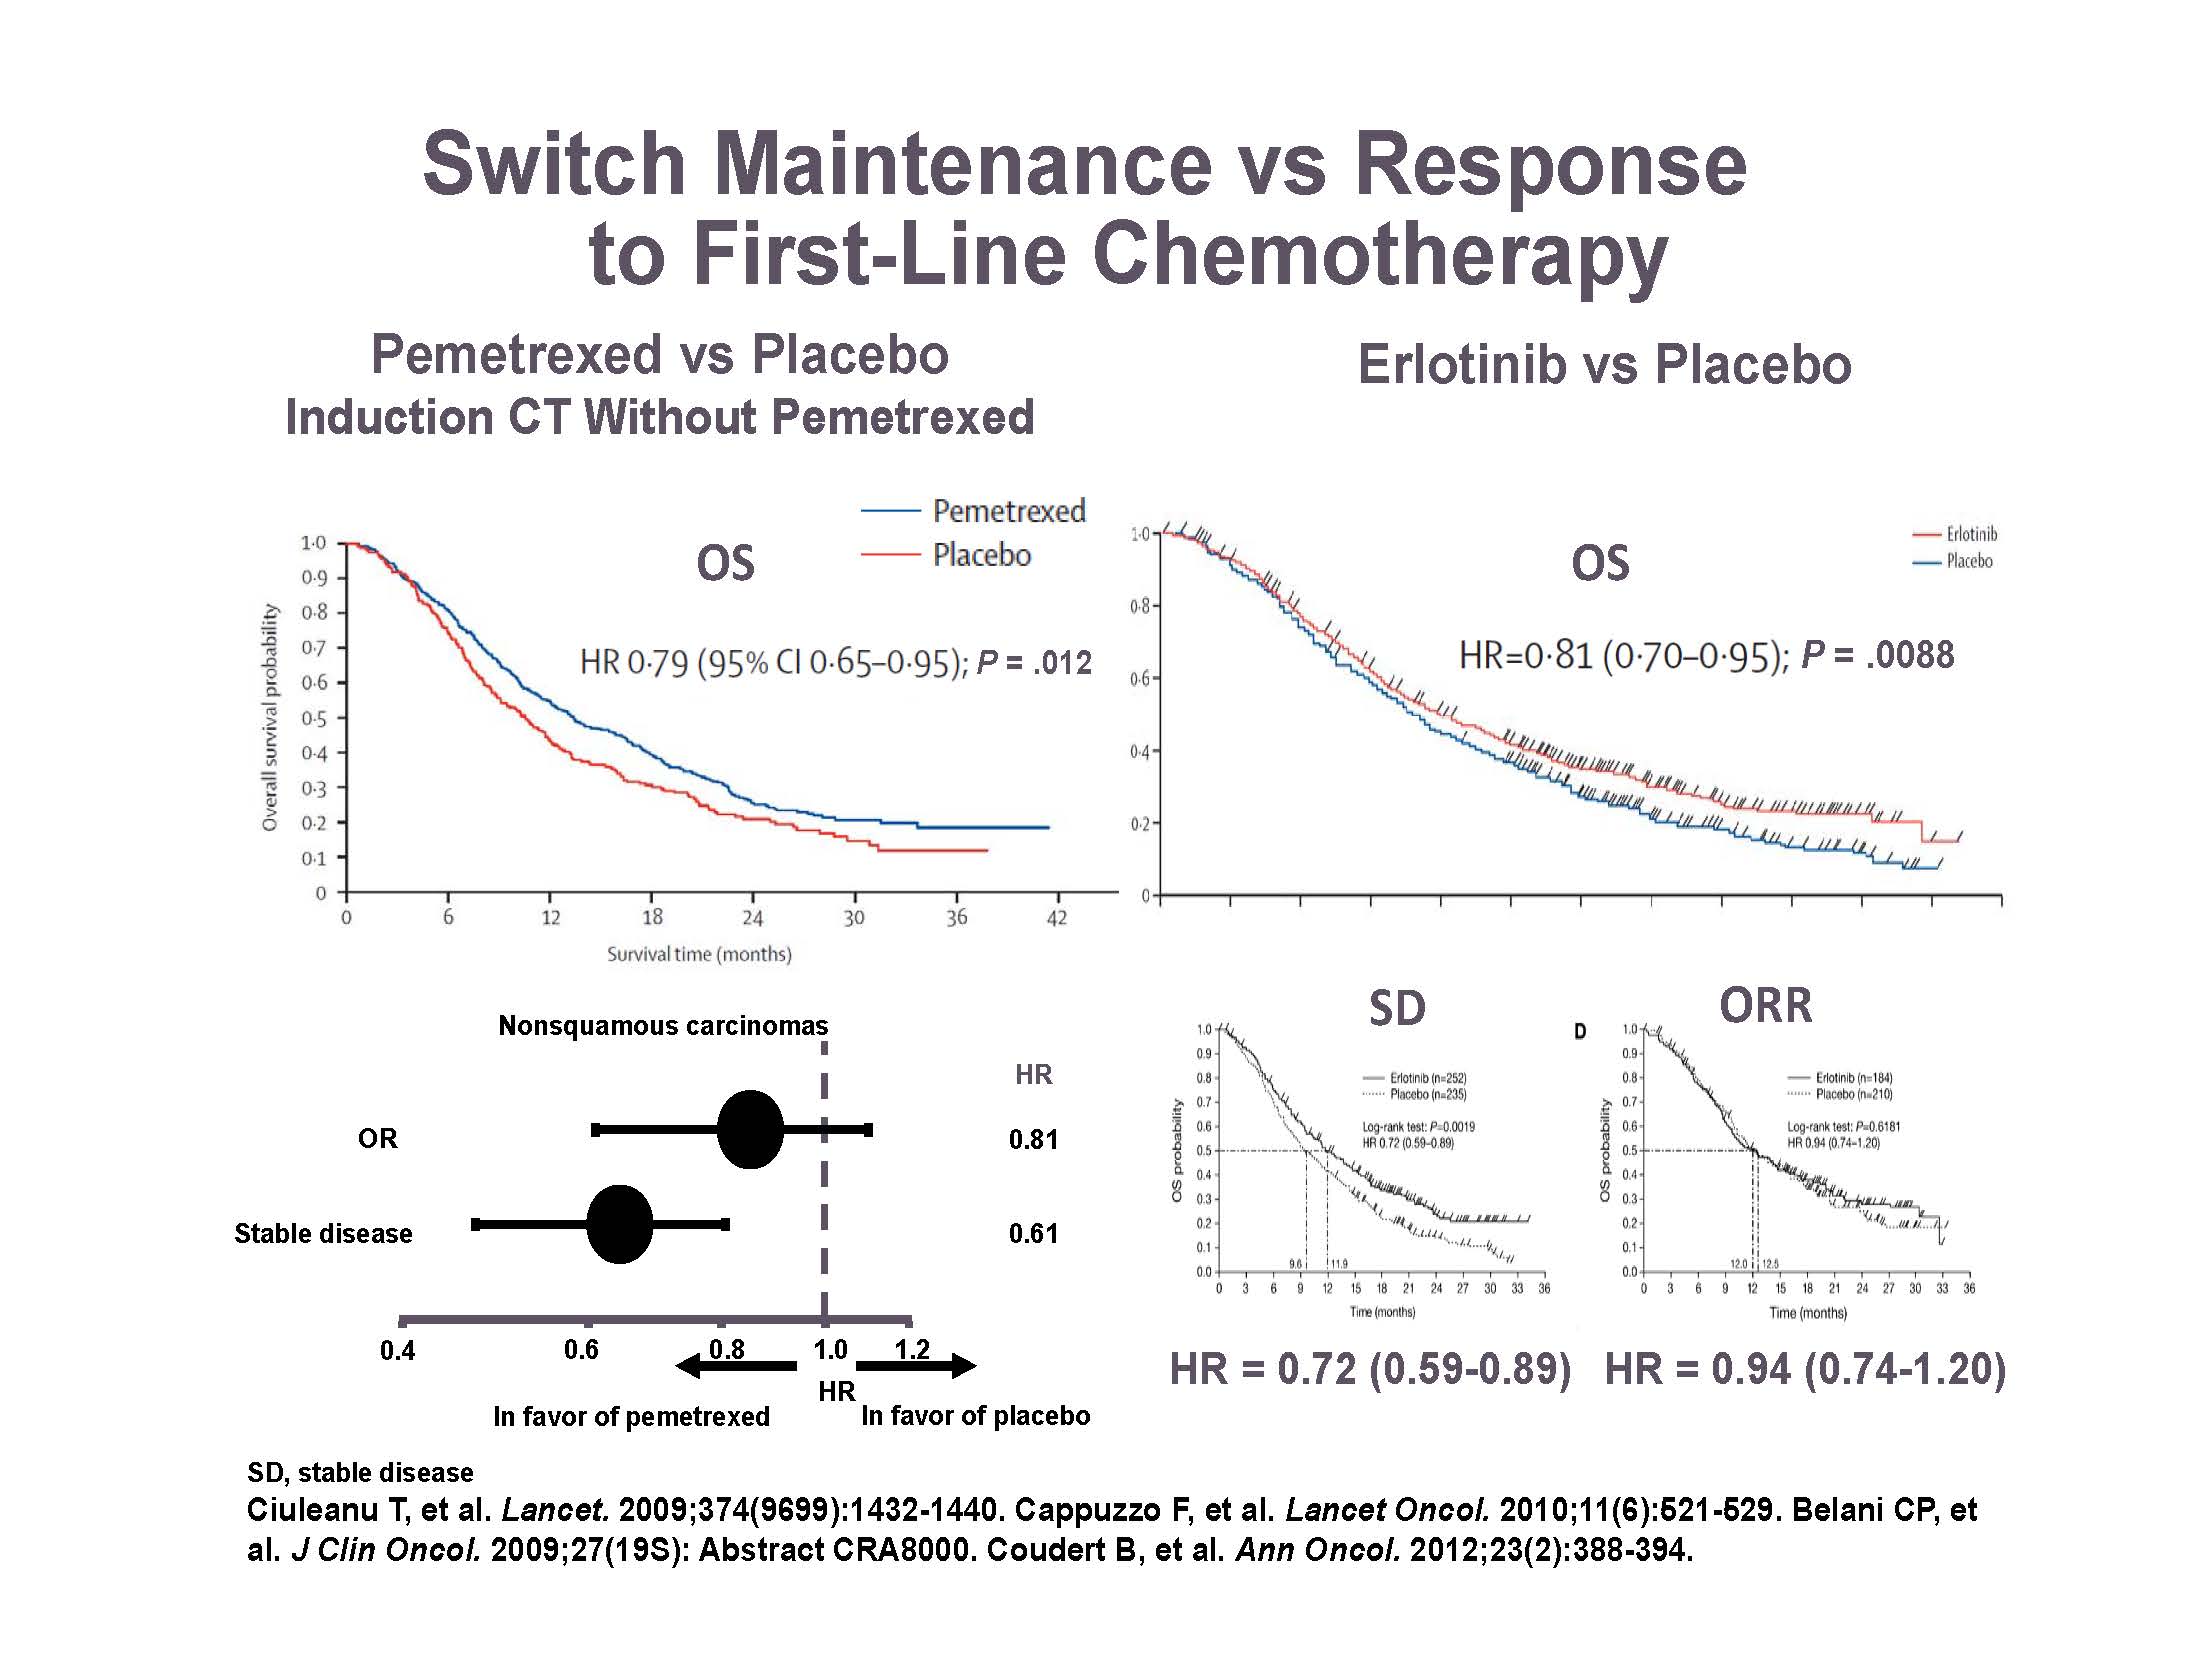 Switch Maintenance vs Response
to First-Line Chemotherapy
Pemetrexed vs Placebo
Induction CT Without Pemetrexed
Pemetrexed
Placebo
OS
HR 0·79 (95% CI 0·65–0·95); P = .012
Overall survival probability
1·0
0·9
0·8
0·7
0·6
0·5
0·4
0·3
0·2
0·1
0
0 6 12 18 24 30 36 42
Survival time (months)
Erlotinib vs Placebo
Erlotinib
Placebo
OS
HR=0·81 (0·70–0·95); P = .0088
1·0
0·8
0·6
0·4
0·2
0
Nonsquamous carcinomas
HR
OR 0.81
Stable disease 0.61
0.4 0.6 0.8 1.0 1.2
HR
In favor of pemetrexed In favor of placebo
SD
OS probability
1.0
0.9
0.8
0.7
0.6
0.5
0.4
0.3
0.2
0.1
0.0
Erlotinib (n=252)
Placebo (n=235)
Log-rank test: P=0.0019
HR 0.72 (0.59–0.89)
9.6 11.9
0 3 6 9 12 15 18 21 24 27 30 33 36
Time (months)
HR = 0.72 (0.59-0.89)
ORR
D
OS probability
1.0
0.9
0.8
0.7
0.6
0.5
0.4
0.3
0.2
0.1
0.0
Erlotinib (n=184)
Placebo (n=210)
Log-rank test: P=0.6181
HR 0.94 (0.74–1.20)
12.0 12.5
0 3 6 9 12 15 18 21 24 27 30 33 36
Time (months)
HR = 0.94 (0.74-1.20)
SD, stable disease
Ciuleanu T, et al. Lancet. 2009;374(9699):1432-1440. Cappuzzo F, et al. Lancet Oncol. 2010;11(6):521-529. Belani CP, et
al. J Clin Oncol. 2009;27(19S): Abstract CRA8000. Coudert B, et al. Ann Oncol. 2012;23(2):388-394.